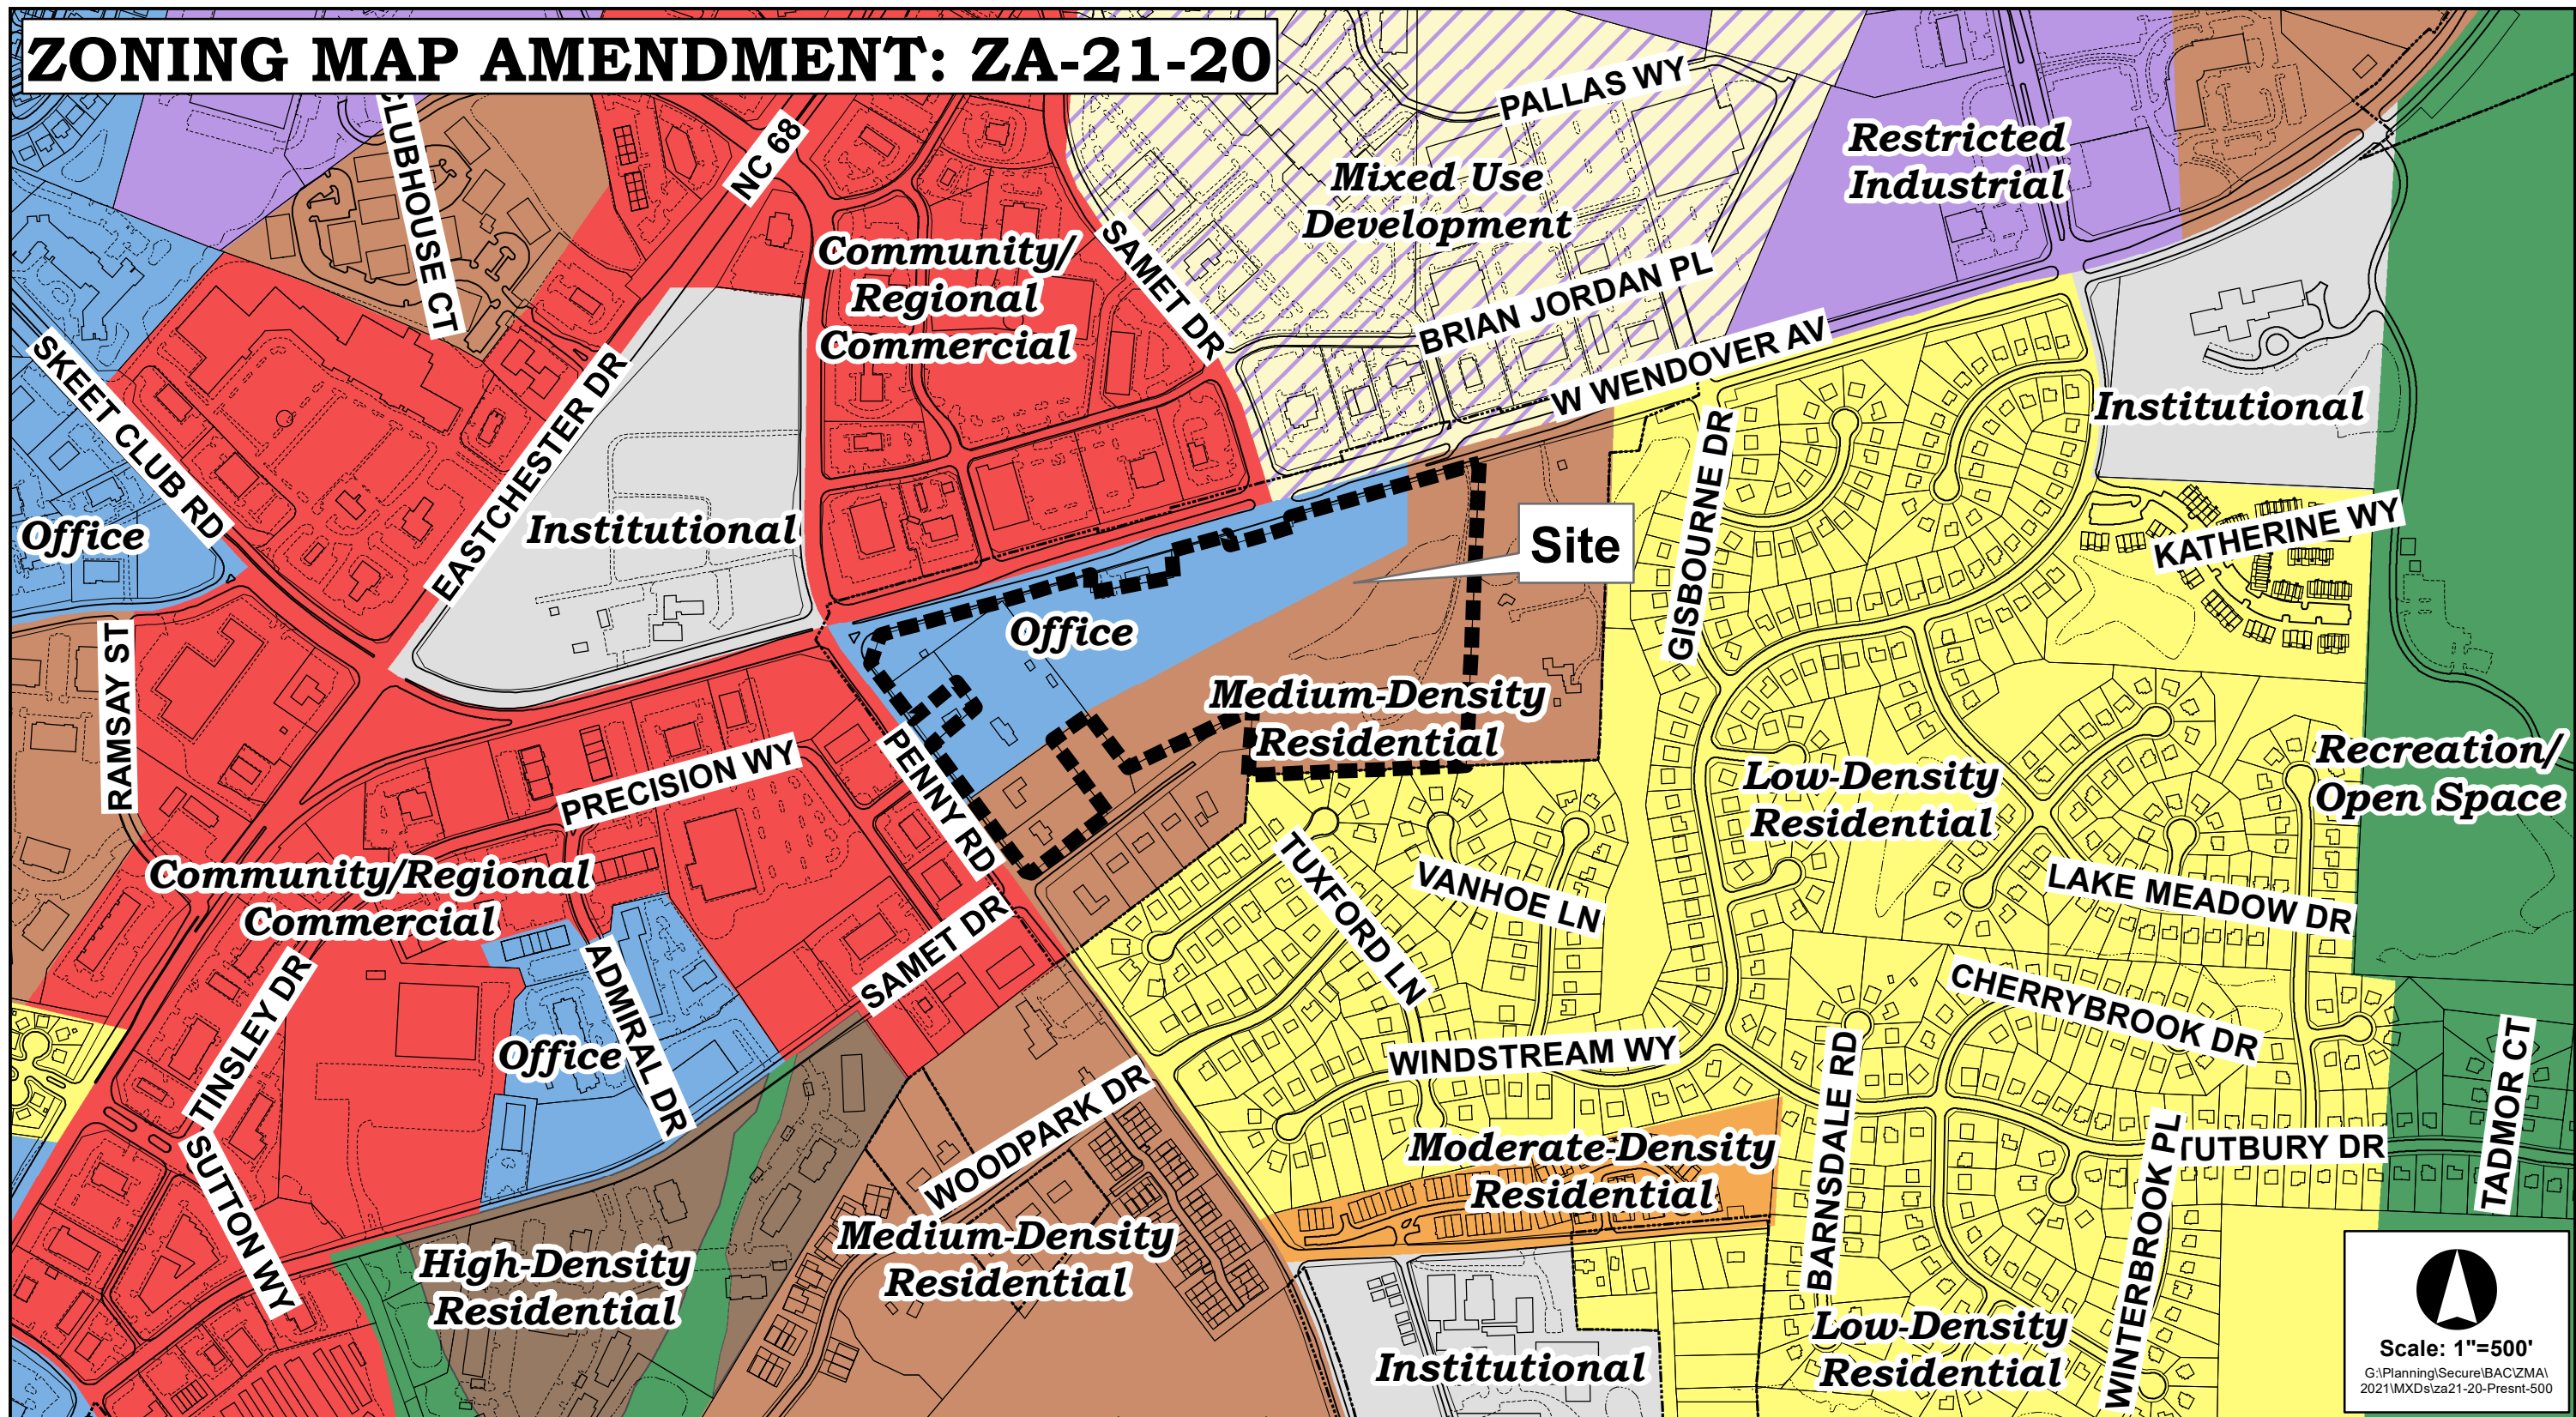 ZONING MAP AMENDMENT: ZA-21-20
CLUBHOUSE CT
NC 68
PALLAS WY
Restricted
Industrial
Mixed Use
Development
Community/
Regional
Commercial
SAMET DR
BRIAN JORDAN PL
W WENDOVER AV
SKEET CLUB RD
EASTCHESTER DR
Institutional
Institutional
Office
Site
GISBOURNE DR
KATHERINE WY
Office
RAMSAY ST
Medium-Density
Residential
PRECISION WY
PENNY RD
Low-Density
Residential
Recreation/
Open Space
Community/Regional
Commercial
TUXFORD LN
VANHOE LN
LAKE MEADOW DR
SAMET DR
TINSLEY DR
ADMIRAL DR
Office
CHERRYBROOK DR
WINDSTREAM WY
BARNSDALE RD
TADMOR CT
WOODPARK DR
Moderate-Density
Residential
TUTBURY DR
SUTTON WY
High-Density
Residential
Medium-Density
Residential
WINTERBROOK PL
Institutional
Low-Density
Residential
Scale: 1"=500'
G:\Planning\Secure\BAC\ZMA\
2021\MXDs\za21-20-Presnt-500